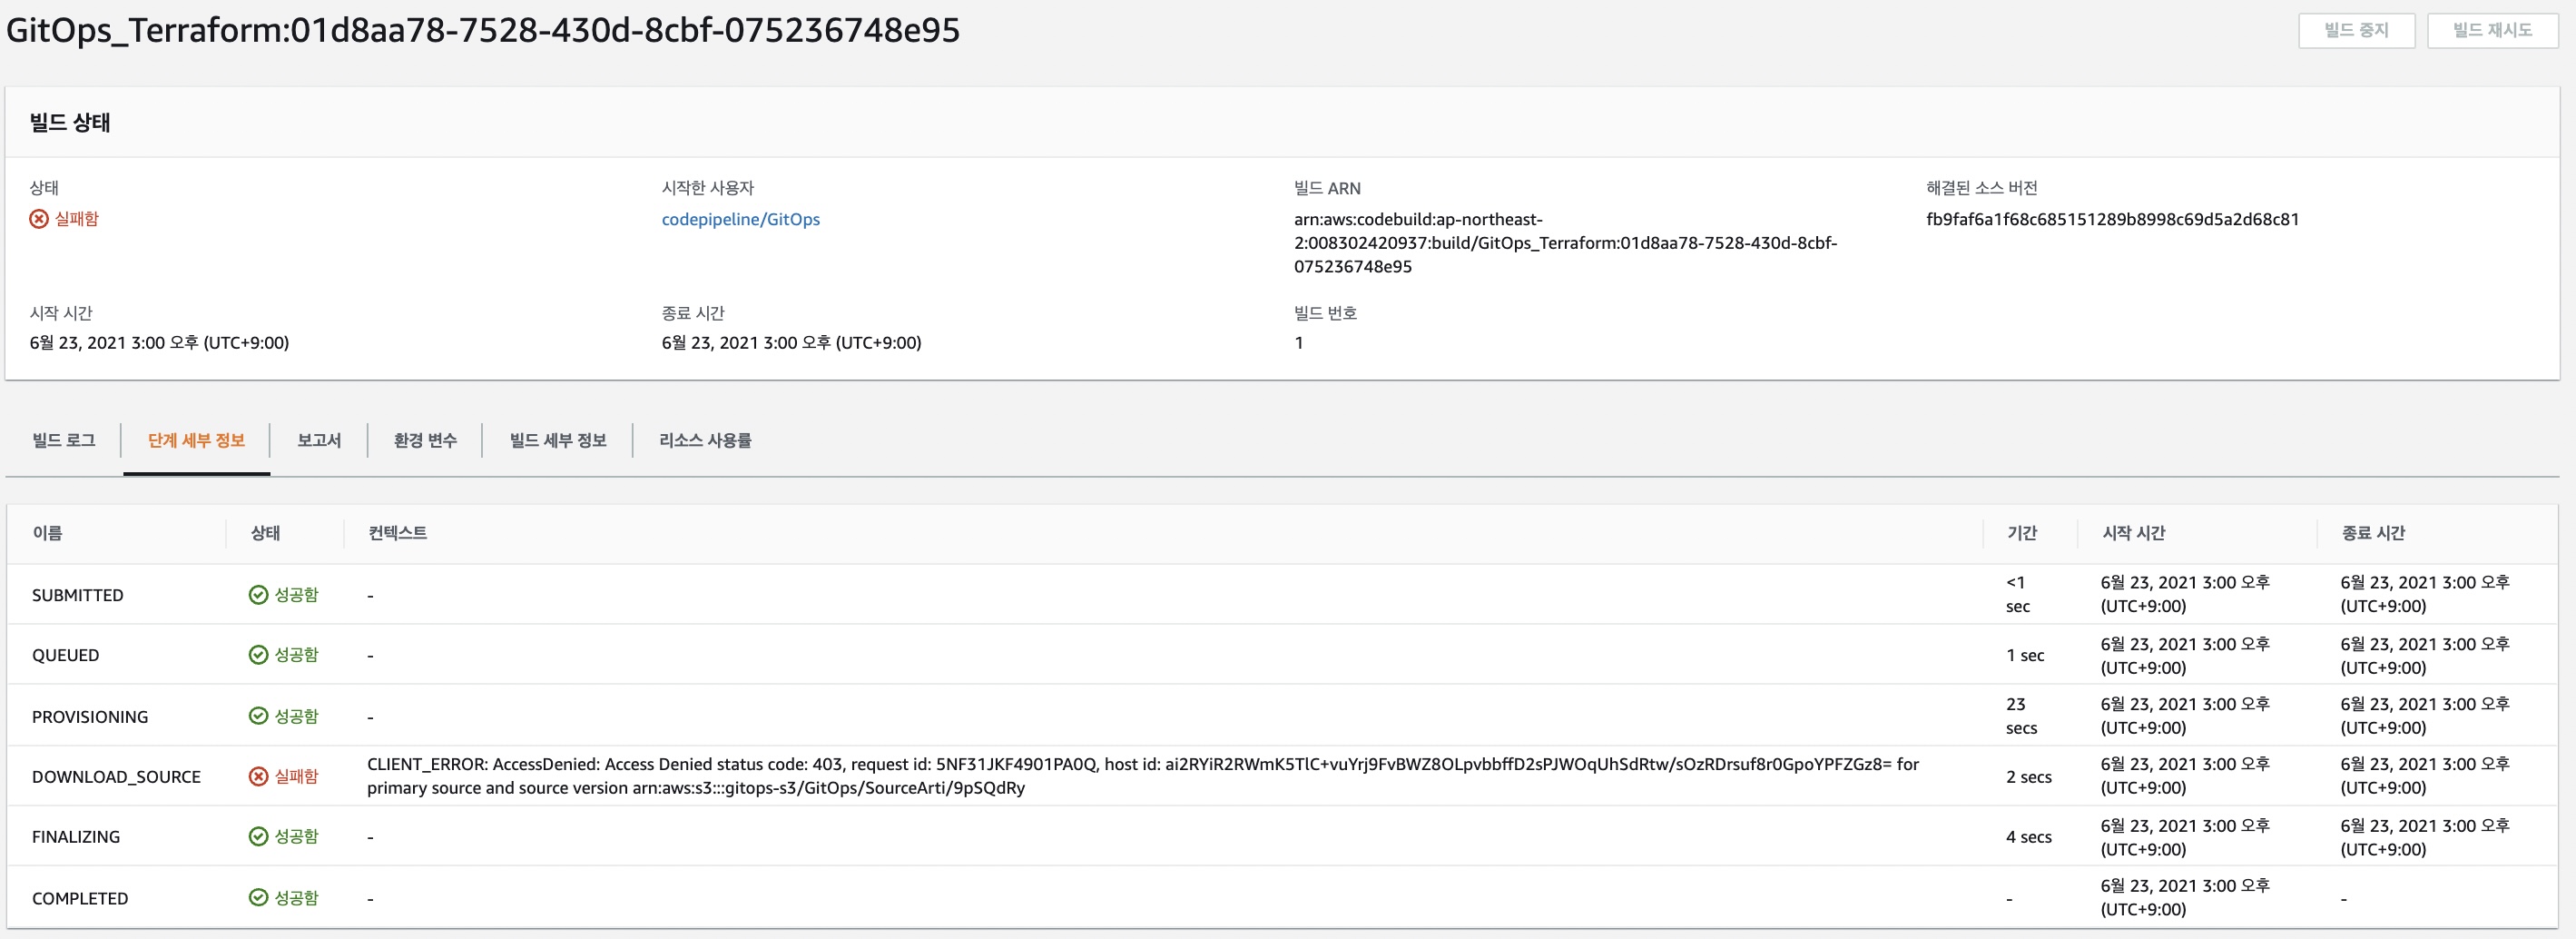 GitOps_Terraform:01d8aa78-7528-430d-8cbf-075236748e95
빌드 중지
빌드 재시도
빌드 상태
상태
실패함
시작한 사용자
codepipeline/GitOps
빌드 ARN
arn:aws:codebuild:ap-northeast-
2:008302420937:build/GitOps_Terraform:01d8aa78-7528-430d-8cbf-
075236748e95
해결된 소스 버전
fb9faf6a1f68c685151289b8998c69d5a2d68c81
시작 시간
6월 23, 2021 3:00 오후 (UTC+9:00)
종료 시간
6월 23, 2021 3:00 오후 (UTC+9:00)
빌드 번호
1
빌드 로그
단계 세부 정보
보고서
환경 변수
빌드 세부 정보
리소스 사용률
이름 상태 컨텍스트 기간 시작 시간 종료 시간
SUBMITTED 성공함 - <1 6월 23, 2021 3:00 오후 6월 23, 2021 3:00 오후
sec (UTC+9:00) (UTC+9:00)
QUEUED 성공함 - 1 sec 6월 23, 2021 3:00 오후 6월 23, 2021 3:00 오후
(UTC+9:00) (UTC+9:00)
PROVISIONING 성공함 - 23 6월 23, 2021 3:00 오후 6월 23, 2021 3:00 오후
secs (UTC+9:00) (UTC+9:00)
DOWNLOAD_SOURCE 실패함 CLIENT_ERROR: AccessDenied: Access Denied status code: 403, request id: 5NF31JKF4901PA0Q, host id: ai2RYiR2RWmK5TlC+vuYrj9FvBWZ8OLpvbbffD2sPJWOqUhSdRtw/sOzRDrsuf8r0GpoYPFZGz8= for 2 secs 6월 23, 2021 3:00 오후 6월 23, 2021 3:00 오후
primary source and source version arn:aws:s3:::gitops-s3/GitOps/SourceArti/9pSQdRy (UTC+9:00) (UTC+9:00)
FINALIZING 성공함 - 4 secs 6월 23, 2021 3:00 오후 6월 23, 2021 3:00 오후
(UTC+9:00) (UTC+9:00)
COMPLETED 성공함 - - 6월 23, 2021 3:00 오후 -
(UTC+9:00)